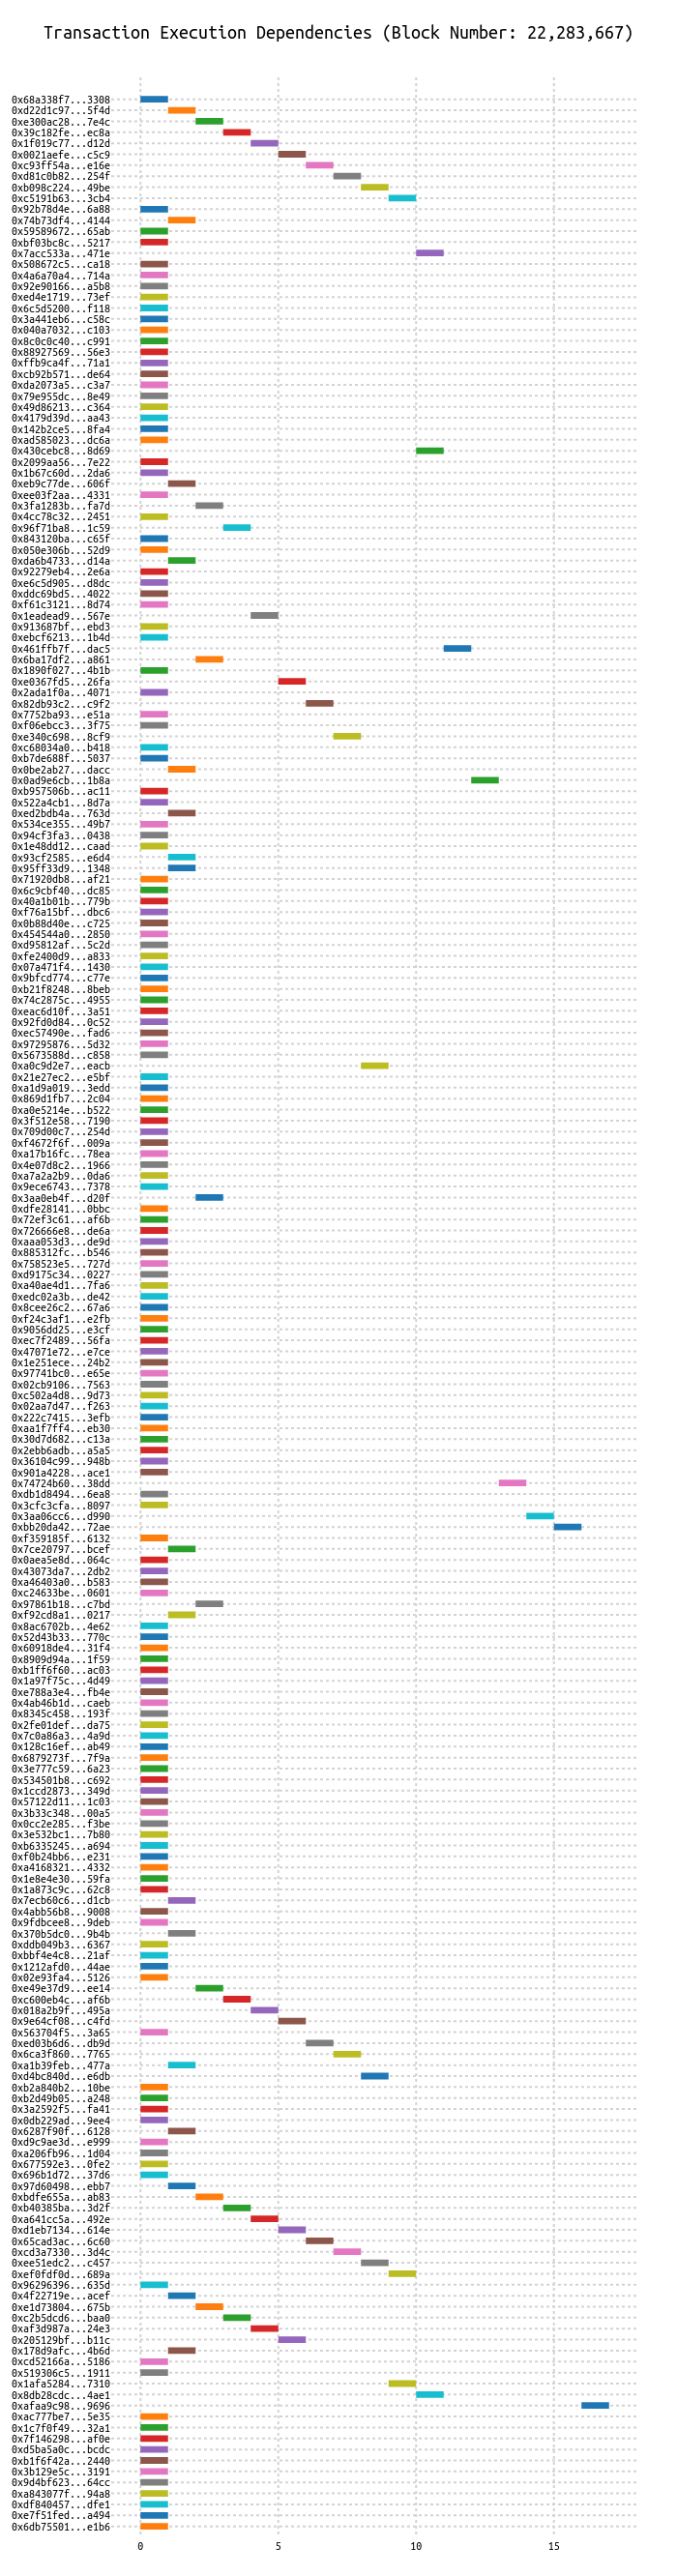 Transaction Execution Dependencies (Block Number: 22,283,667)
0x68a338f7...3308
0xd22d1c97...5f4d
0xe300ac28...7e4c
0x39c182fe...ec8a
0x1f019c77...d12d
0x0021aefe...c5c9
0xc93ff54a...e16e
0xd81c0b82...254f
0xb098c224...49be
0xc5191b63...3cb4
0x92b78d4e...6a88
0x74b73df4...4144
0x59589672...65ab
0xbf03bc8c...5217
0x7acc533a...471e
0x508672c5...ca18
0x4a6a70a4...714a
0x92e90166...a5b8
0xed4e1719...73ef
0x6c5d5200...f118
0x3a441eb6...c58c
0x040a7032...c103
0x8c0c0c40...c991
0x88927569...56e3
0xffb9ca4f...71a1
0xcb92b571...de64
0xda2073a5...c3a7
0x79e955dc...8e49
0x49d86213...c364
0x4179d39d...aa43
0x142b2ce5...8fa4
0xad585023...dc6a
0x430cebc8...8d69
0x2099aa56...7e22
0x1b67c60d...2da6
0xeb9c77de...606f
0xee03f2aa...4331
0x3fa1283b...fa7d
0x4cc78c32...2451
0x96f71ba8...1c59
0x843120ba...c65f
0x050e306b...52d9
0xda6b4733...d14a
0x92279eb4...2e6a
0xe6c5d905...d8dc
0xddc69bd5...4022
0xf61c3121...8d74
0x1eadead9...567e
0x913687bf...ebd3
0xebcf6213...1b4d
0x461ffb7f...dac5
0x6ba17df2...a861
0x1890f027...4b1b
0xe0367fd5...26fa
0x2ada1f0a...4071
0x82db93c2...c9f2
0x7752ba93...e51a
0xf06ebcc3...3f75
0xe340c698...8cf9
0xc68034a0...b418
0xb7de688f...5037
0x0be2ab27...dacc
0x0ad9e6cb...1b8a
0xb957506b...ac11
0x522a4cb1...8d7a
0xed2bdb4a...763d
0x534ce355...49b7
0x94cf3fa3...0438
0x1e48dd12...caad
0x93cf2585...e6d4
0x95ff33d9...1348
0x71920db8...af21
0x6c9cbf40...dc85
0x40a1b01b...779b
0xf76a15bf...dbc6
0x0b88d40e...c725
0x454544a0...2850
0xd95812af...5c2d
0xfe2400d9...a833
0x07a471f4...1430
0x9bfcd774...c77e
0xb21f8248...8beb
0x74c2875c...4955
0xeac6d10f...3a51
0x92fd0d84...0c52
0xec57490e...fad6
0x97295876...5d32
0x5673588d...c858
0xa0c9d2e7...eacb
0x21e27ec2...e5bf
0xa1d9a019...3edd
0x869d1fb7...2c04
0xa0e5214e...b522
0x3f512e58...7190
0x709d00c7...254d
0xf4672f6f...009a
0xa17b16fc...78ea
0x4e07d8c2...1966
0xa7a2a2b9...0da6
0x9ece6743...7378
0x3aa0eb4f...d20f
0xdfe28141...0bbc
0x72ef3c61...af6b
0x726666e8...de6a
0xaaa053d3...de9d
0x885312fc...b546
0x758523e5...727d
0xd9175c34...0227
0xa40ae4d1...7fa6
0xedc02a3b...de42
0x8cee26c2...67a6
0xf24c3af1...e2fb
0x9056dd25...e3cf
0xec7f2489...56fa
0x47071e72...e7ce
0x1e251ece...24b2
0x97741bc0...e65e
0x02cb9106...7563
0xc502a4d8...9d73
0x02aa7d47...f263
0x222c7415...3efb
0xaa1f7ff4...eb30
0x30d7d682...c13a
0x2ebb6adb...a5a5
0x36104c99...948b
0x901a4228...ace1
0x74724b60...38dd
0xdb1d8494...6ea8
0x3cfc3cfa...8097
0x3aa06cc6...d990
0xbb20da42...72ae
0xf359185f...6132
0x7ce20797...bcef
0x0aea5e8d...064c
0x43073da7...2db2
0xa46403a0...b583
0xc24633be...0601
0x97861b18...c7bd
0xf92cd8a1...0217
0x8ac6702b...4e62
0x52d43b33...770c
0x60918de4...31f4
0x8909d94a...1f59
0xb1ff6f60...ac03
0x1a97f75c...4d49
0xe788a3e4...fb4e
0x4ab46b1d...caeb
0x8345c458...193f
0x2fe01def...da75
0x7c0a86a3...4a9d
0x128c16ef...ab49
0x6879273f...7f9a
0x3e777c59...6a23
0x534501b8...c692
0x1ccd2873...349d
0x57122d11...1c03
0x3b33c348...00a5
0x0cc2e285...f3be
0x3e532bc1...7b80
0xb6335245...a694
0xf0b24bb6...e231
0xa4168321...4332
0x1e8e4e30...59fa
0x1a873c9c...62c8
0x7ecb60c6...d1cb
0x4abb56b8...9008
0x9fdbcee8...9deb
0x370b5dc0...9b4b
0xddb049b3...6367
0xbbf4e4c8...21af
0x1212afd0...44ae
0x02e93fa4...5126
0xe49e37d9...ee14
0xc600eb4c...af6b
0x018a2b9f...495a
0x9e64cf08...c4fd
0x563704f5...3a65
0xed03b6d6...db9d
0x6ca3f860...7765
0xa1b39feb...477a
0xd4bc840d...e6db
0xb2a840b2...10be
0xb2d49b05...a248
0x3a2592f5...fa41
0x0db229ad...9ee4
0x6287f90f...6128
0xd9c9ae3d...e999
0xa206fb96...1d04
0x677592e3...0fe2
0x696b1d72...37d6
0x97d60498...ebb7
0xbdfe655a...ab83
0xb40385ba...3d2f
0xa641cc5a...492e
0xd1eb7134...614e
0x65cad3ac...6c60
0xcd3a7330...3d4c
0xee51edc2...c457
0xef0fdf0d...689a
0x96296396...635d
0x4f22719e...acef
0xe1d73804...675b
0xc2b5dcd6...baa0
0xaf3d987a...24e3
0x205129bf...b11c
0x178d9afc...4b6d
0xcd52166a...5186
0x519306c5...1911
0x1afa5284...7310
0x8db28cdc...4ae1
0xafaa9c98...9696
0xac777be7...5e35
0x1c7f0f49...32a1
0x7f146298...af0e
0xd5ba5a0c...bcdc
0xb1f6f42a...2440
0x3b129e5c...3191
0x9d4bf623...64cc
0xa843077f...94a8
0xdf840457...dfe1
0xe7f51fed...a494
0x6db75501...e1b6
0 5 10 15